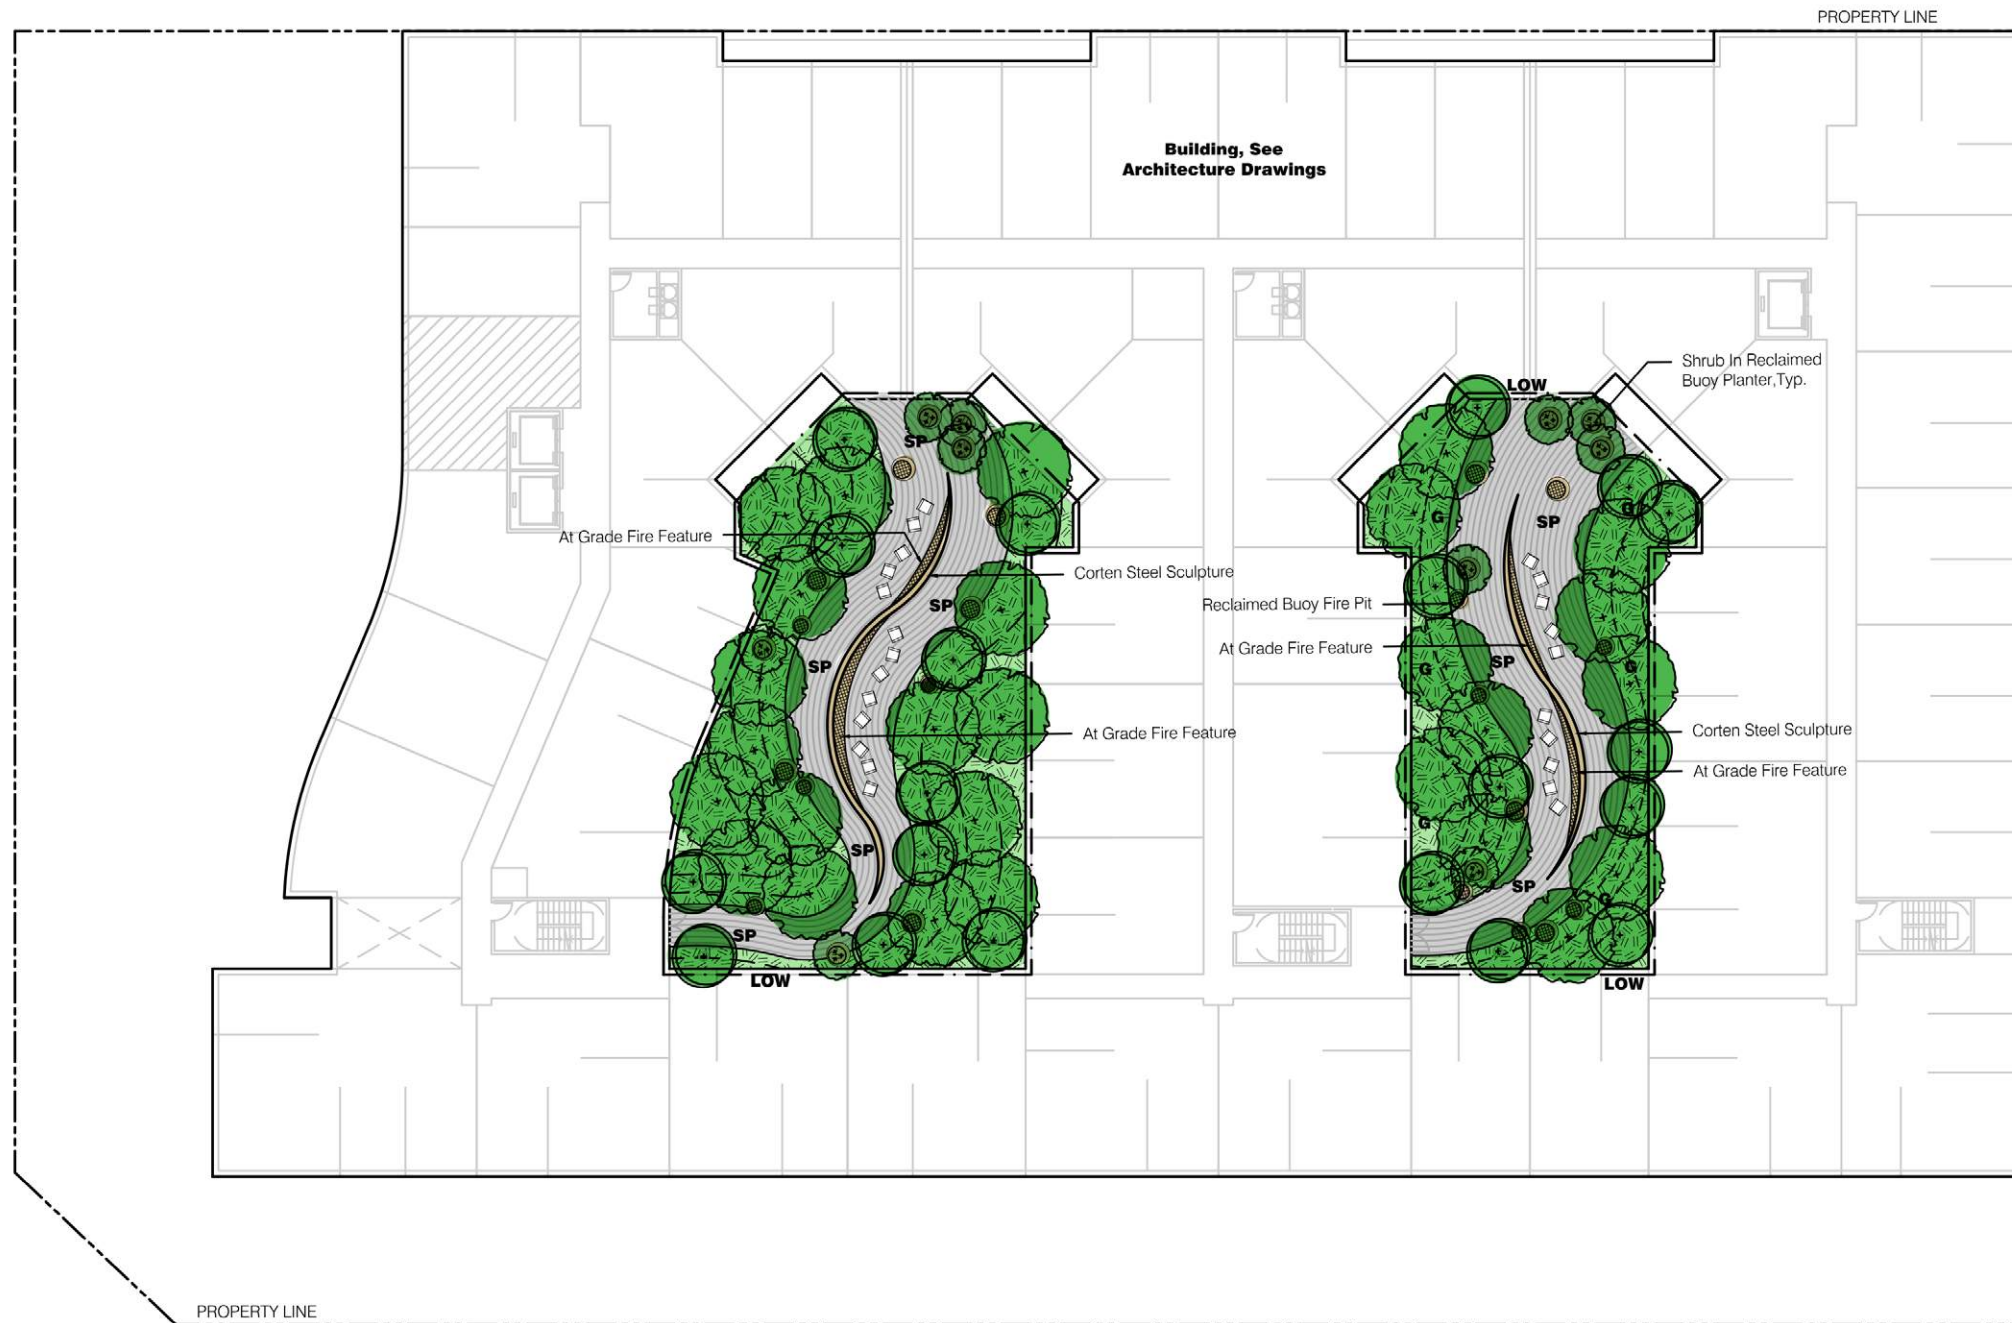 PROPERTY LINE
Building, See
Architecture Drawings
Shrub In Reclaimed
Buoy Planter,Typ.
LOW
SP
G
G
SP
At Grade Fire Feature
Corten Steel Sculpture
Reclaimed Buoy Fire Pit
SP
At Grade Fire Feature
SP
SP
G
G
At Grade Fire Feature
Corten Steel Sculpture
At Grade Fire Feature
G
SP
SP
G
SP
LOW
LOW
PROPERTY LINE